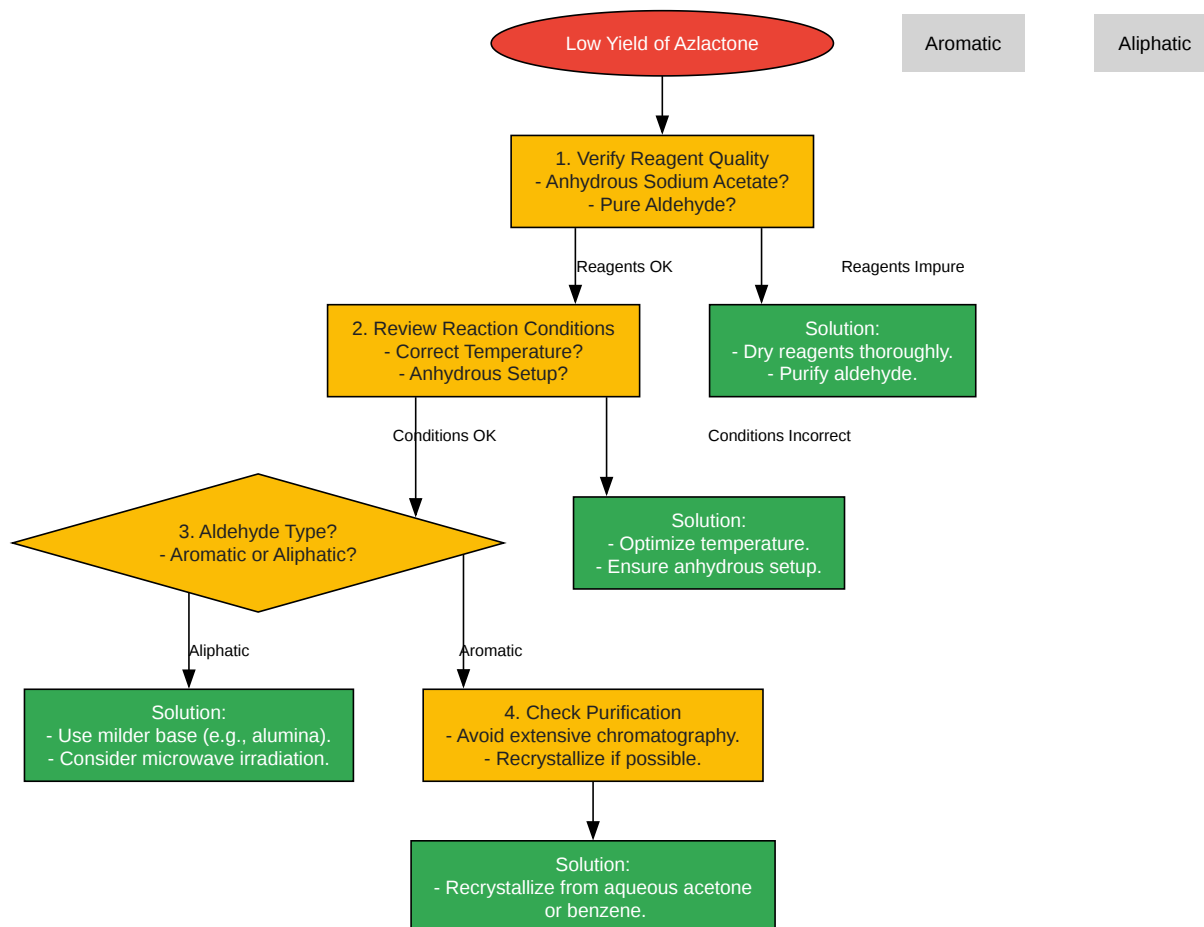 Low Yield of Azlactone
Aromatic
Aliphatic
1. Verify Reagent Quality
- Anhydrous Sodium Acetate?
- Pure Aldehyde?
Reagents OK
Reagents Impure
2. Review Reaction Conditions
- Correct Temperature?
- Anhydrous Setup?
Solution:
- Dry reagents thoroughly.
- Purify aldehyde.
Conditions OK
Conditions Incorrect
3. Aldehyde Type?
- Aromatic or Aliphatic?
Solution:
- Optimize temperature.
- Ensure anhydrous setup.
Aliphatic
Aromatic
Solution:
- Use milder base (e.g., alumina).
- Consider microwave irradiation.
4. Check Purification
- Avoid extensive chromatography.
- Recrystallize if possible.
Solution:
- Recrystallize from aqueous acetone
or benzene.